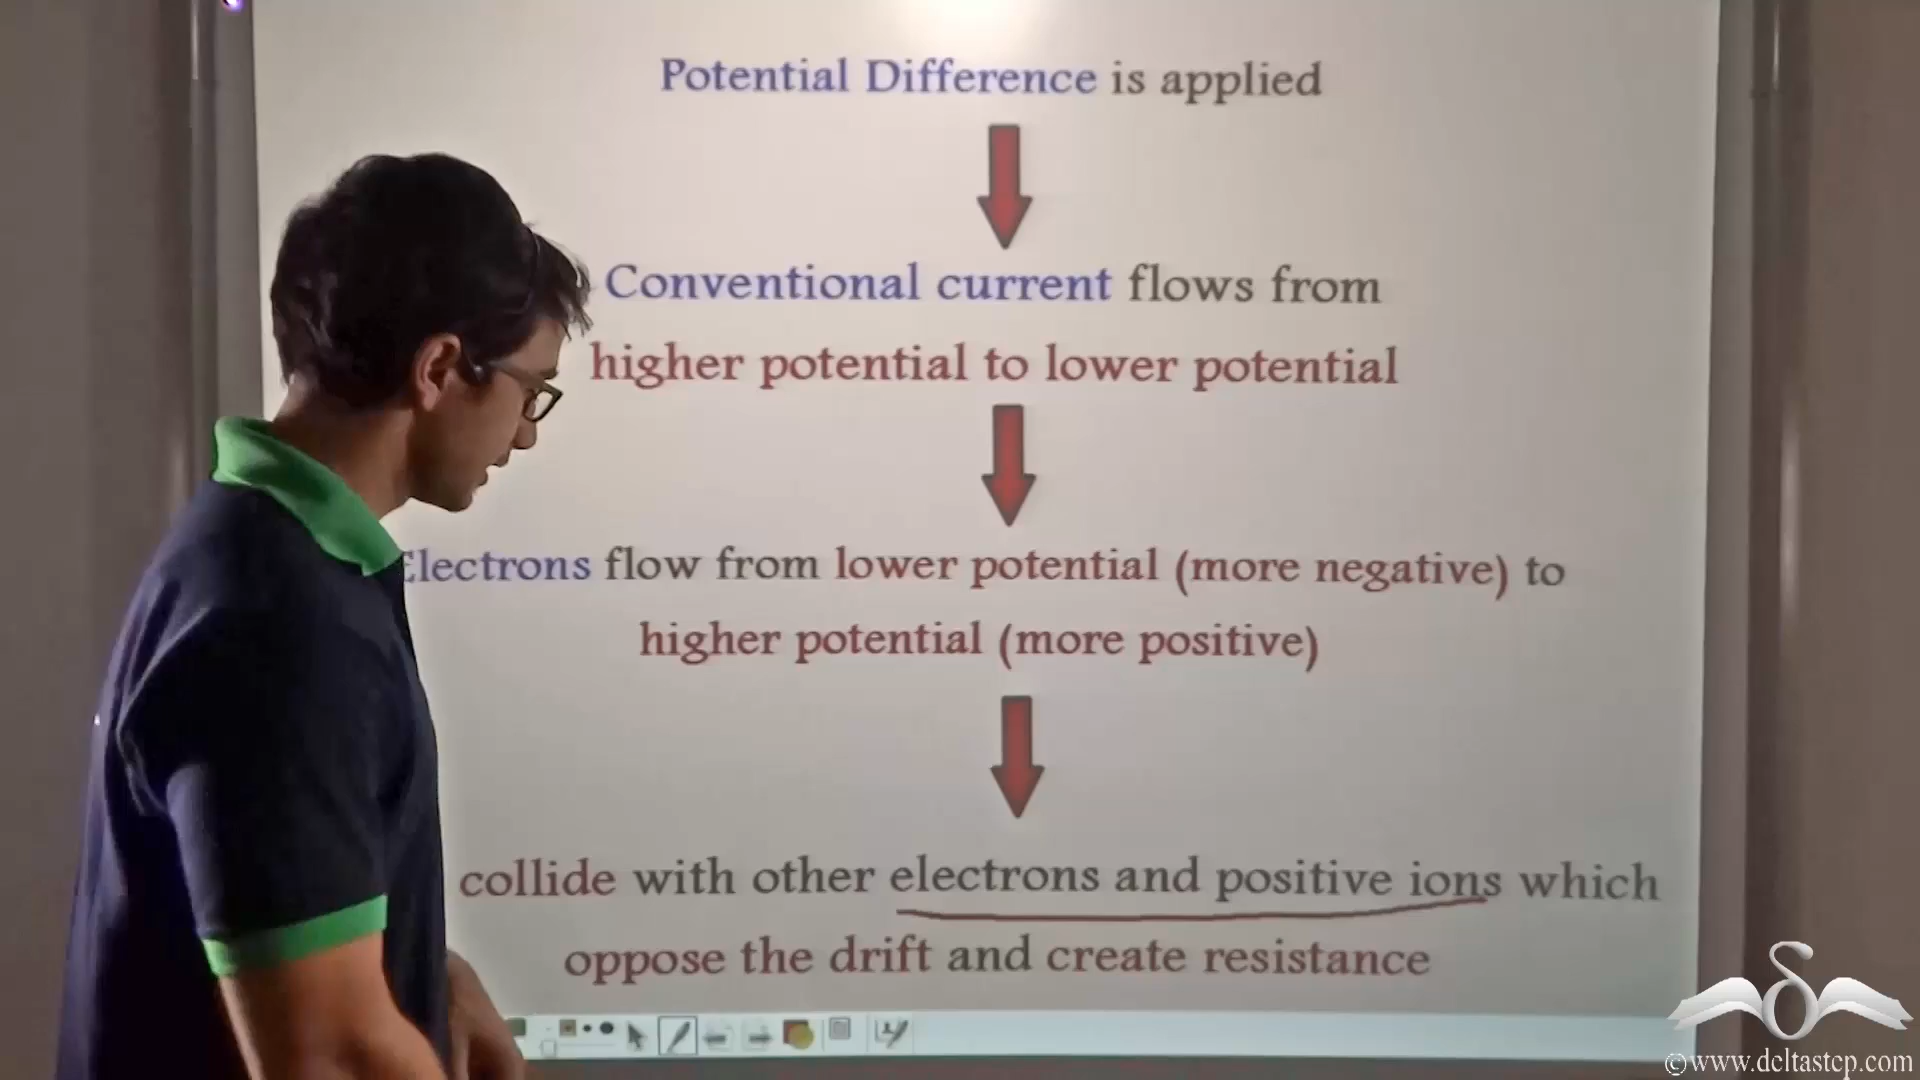 Potential Difference is applied
Conventional current flows from
higher potential to lower potential
Electrons flow from lower potential (more negative) to
higher potential (more positive)
collide with other electrons and positive ions which
oppose the drift and create resistance
©www.deltastep.com